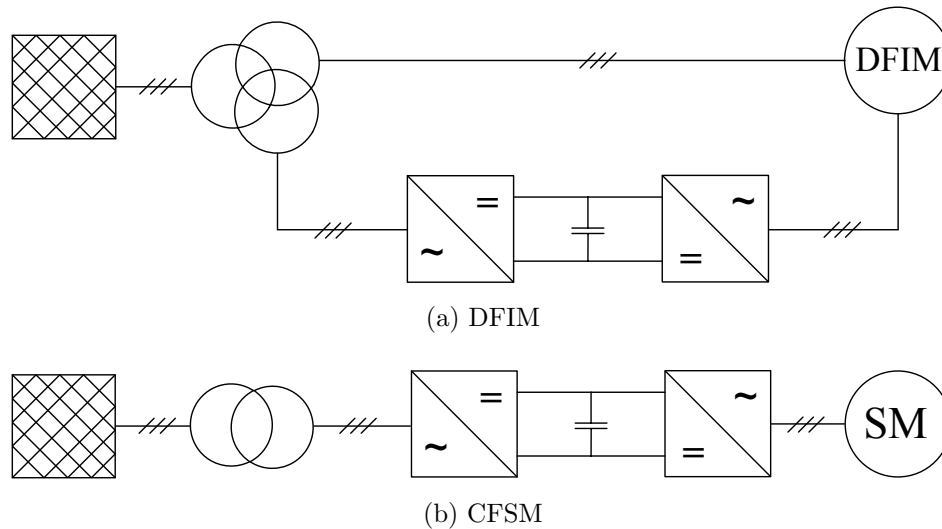 DFIM
=
~
~
=
(a) DFIM
=
~
~
=
SM
(b) CFSM